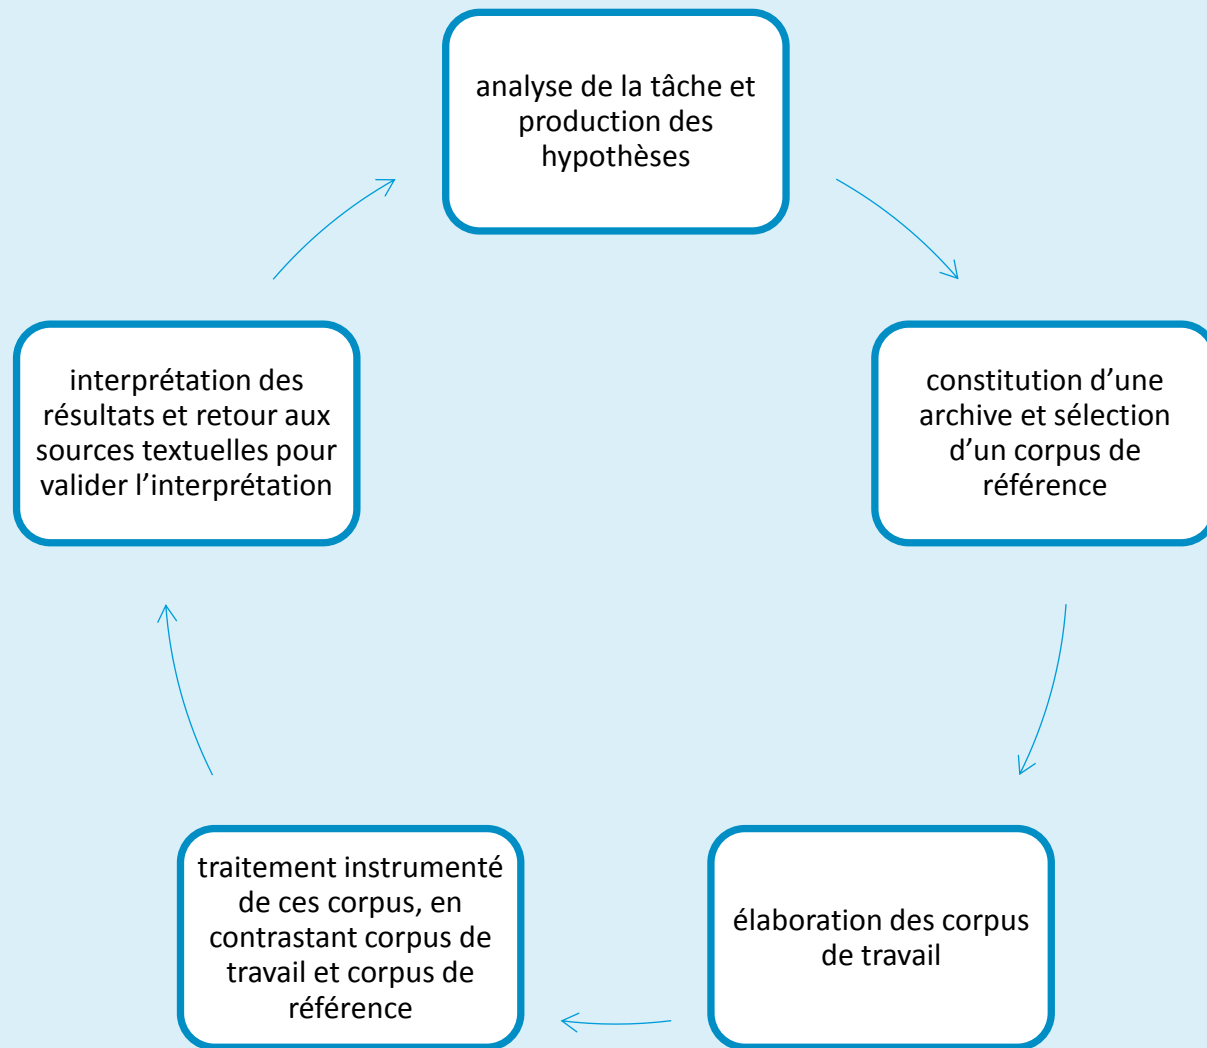 analyse de la tâche et
production des
hypothèses
constitution d’une
archive et sélection
d’un corpus de
référence
élaboration des corpus
de travail
traitement instrumenté
de ces corpus, en
contrastant corpus de
travail et corpus de
référence
interprétation des
résultats et retour aux
sources textuelles pour
valider l’interprétation